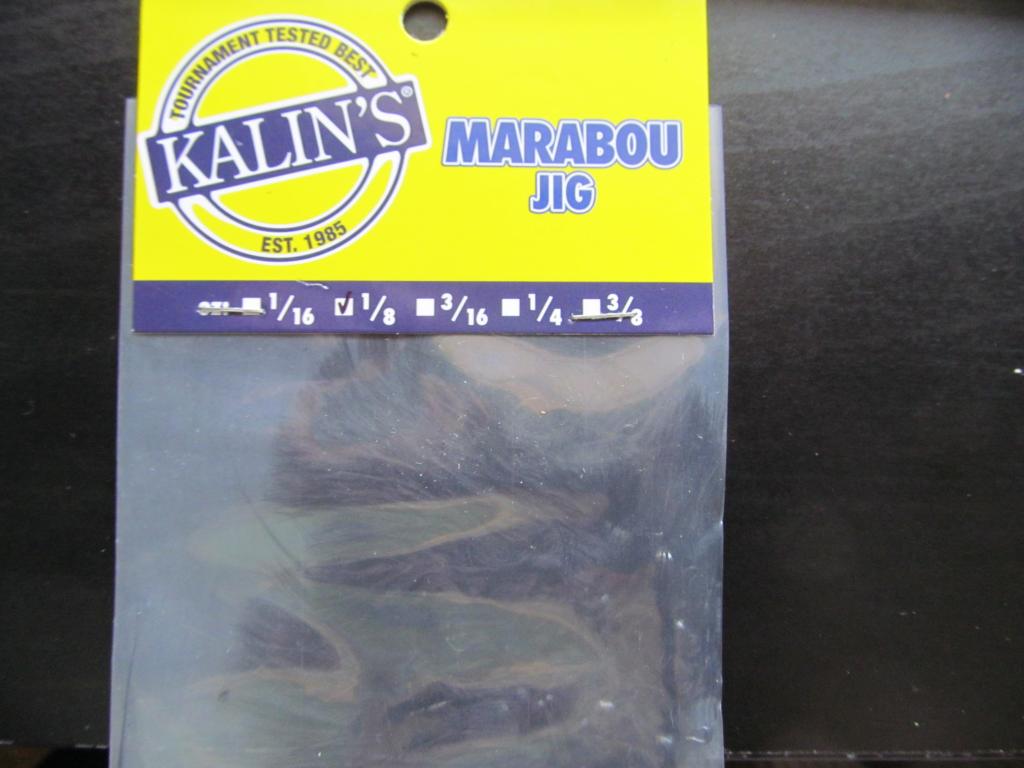 TOURNAMENT TESTED BEST
KALIN'S®
EST. 1985
MARABOU
JIG
1/16 ✓ 1/8 3/16 1/4 3/8